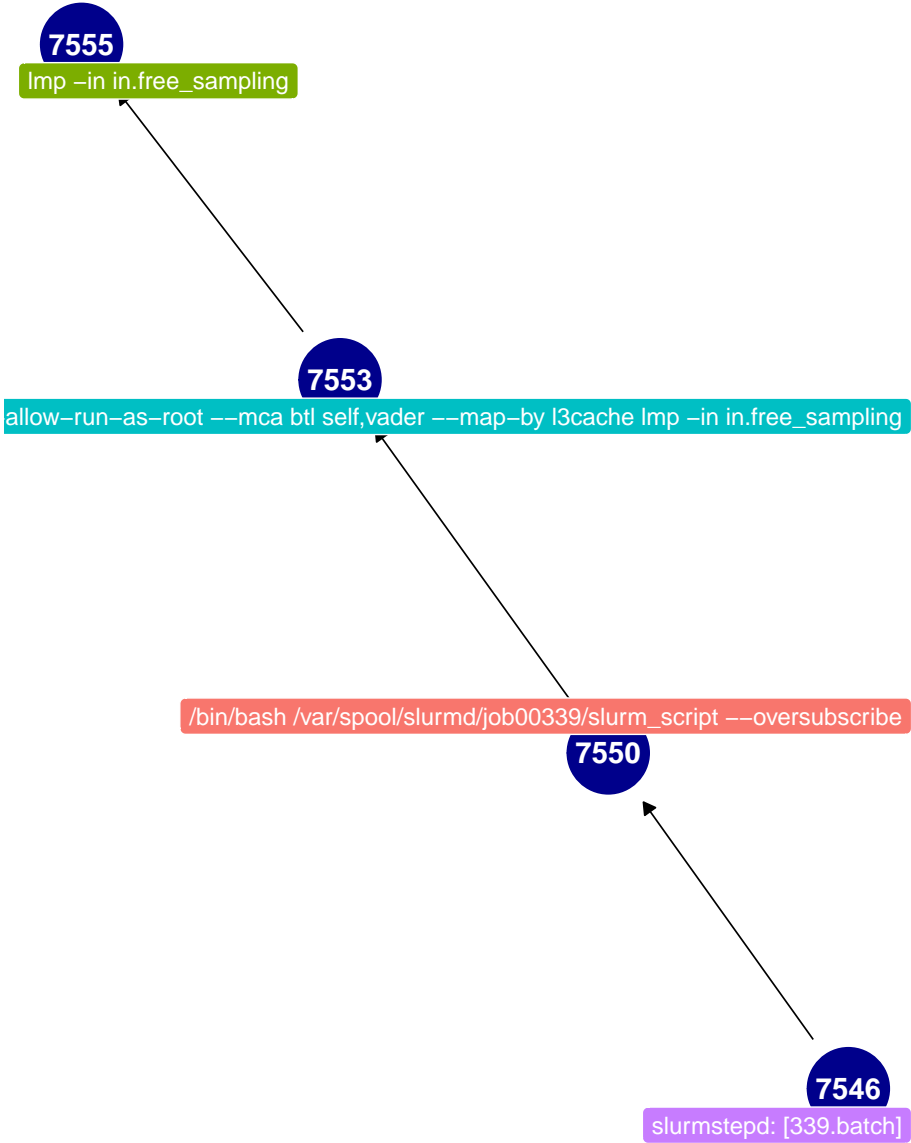 7555
lmp −in in.free_sampling
7553
allow−run−as−root −−mca btl self,vader −−map−by l3cache lmp −in in.free_sampling
/bin/bash /var/spool/slurmd/job00339/slurm_script −−oversubscribe
7550
7546
slurmstepd: [339.batch]